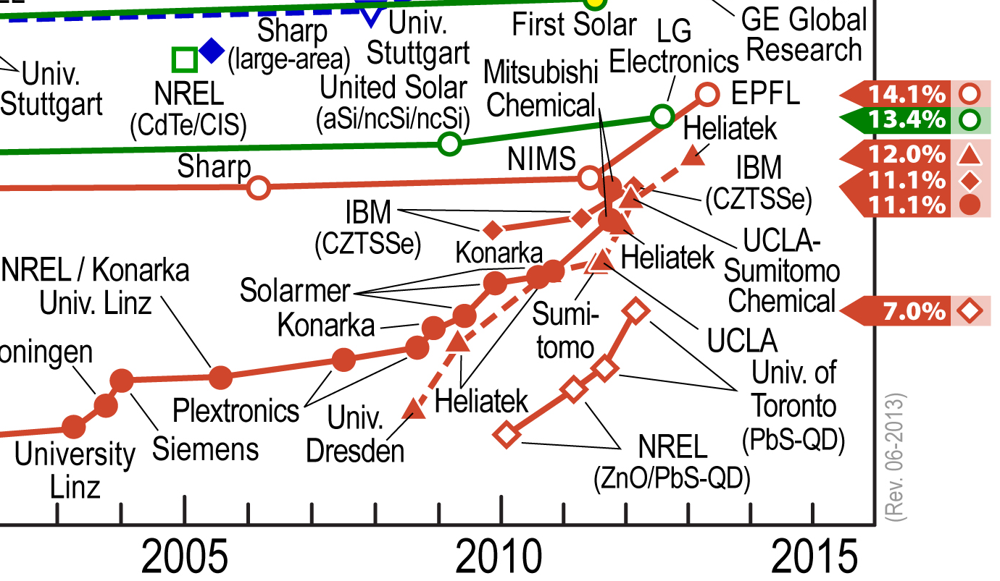 First Solar
GE Global
Research
Sharp
(large-area)
Univ.
Stuttgart
LG
Electronics
Univ.
Stuttgart
NREL
(CdTe/CIS)
United Solar
(aSi/ncSi/ncSi)
Mitsubishi
Chemical
EPFL
14.1%
13.4%
Heliatek
Sharp
NIMS
12.0%
IBM
(CZTSSe)
11.1%
11.1%
IBM
(CZTSSe)
Konarka
Heliatek
UCLA-
Sumitomo
Chemical
NREL / Konarka
Univ. Linz
Solarmer
Konarka
Sumi-
tomo
7.0%
UCLA
oningen
Univ. of
Toronto
(PbS-QD)
Plextronics
Univ.
Dresden
Heliatek
University
Linz
Siemens
NREL
(ZnO/PbS-QD)
(Rev. 06-2013)
2005
2010
2015